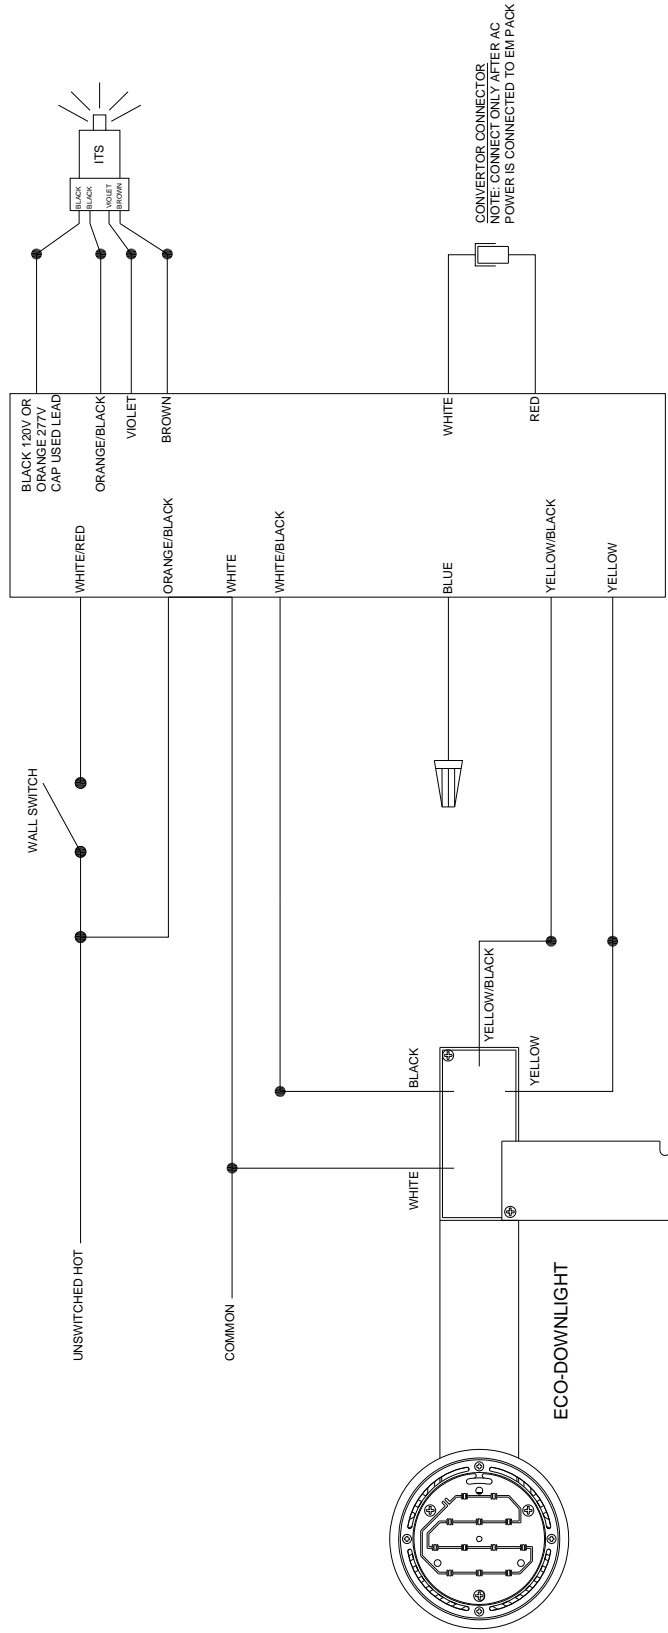 UNSWITCHED HOT
WALL SWITCH
WHITE/RED
BLACK 120V OR
ORANGE 277V
CAP USED LEAD
ORANGE/BLACK
VIOLET
BROWN
BLACK
BLACK
VIOLET
BROWN
ITS
ORANGE/BLACK
COMMON
WHITE
WHITE/BLACK
WHITE
BLACK
BLUE
WHITE
RED
CONVERTOR CONNECTOR
NOTE: CONNECT ONLY AFTER AC
POWER IS CONNECTED TO EM PACK
YELLOW/BLACK
YELLOW
YELLOW/BLACK
YELLOW
ECO-DOWNLIGHT